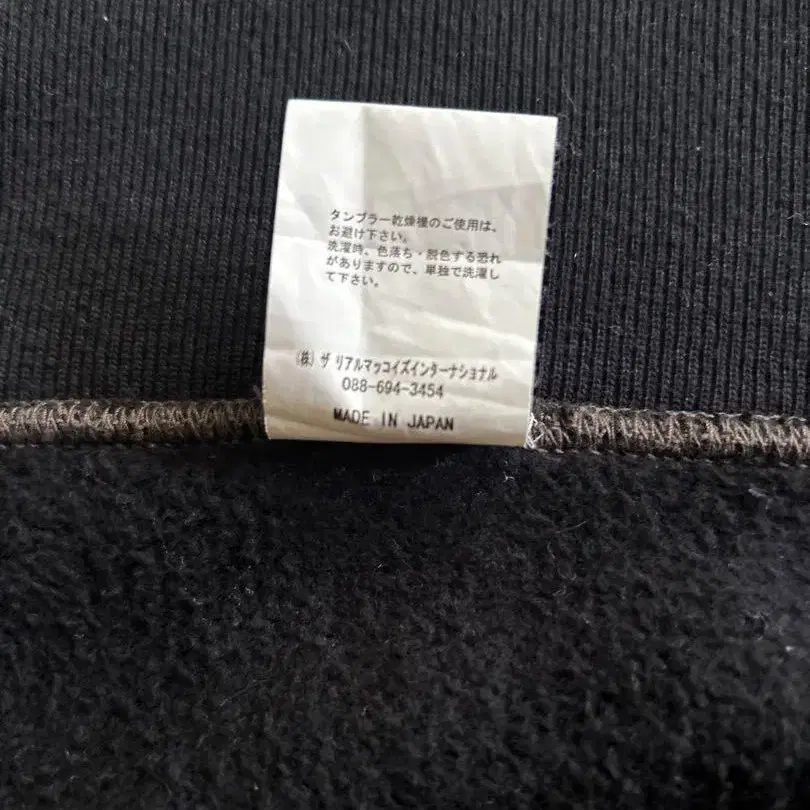 タンブラー乾燥機のご使用は、
お避け下さい。
洗濯時、色落ち・脱色する恐れ
がありますので、単独で洗濯し
て下さい。
(株) ザ リアルマッコイズインターナショナル
088-694-3454
MADE IN JAPAN